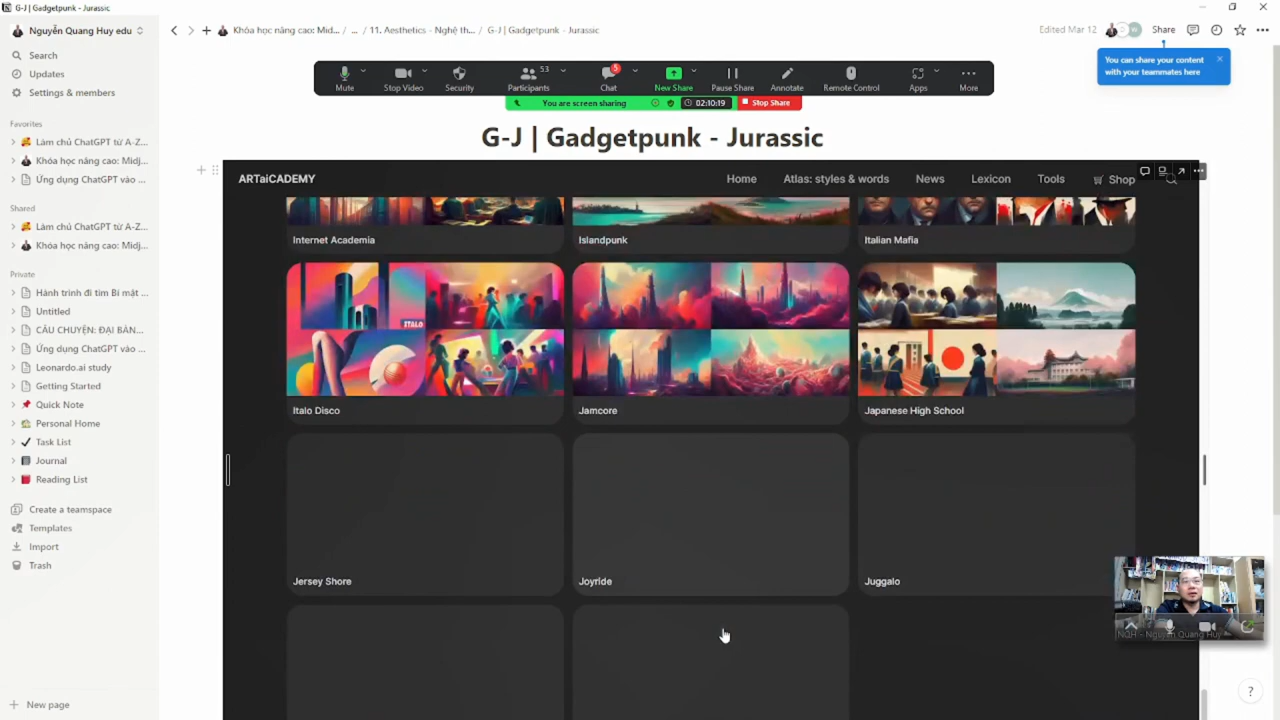 G-J | Gadgetpunk - Jurassic
Nguyễn Quang Huy edu
Khóa học nâng cao: Mid... / ... / 11. Aesthetics - Nghệ th... / G-J | Gadgetpunk - Jurassic
Edited Mar 12
Share
You can share your content
with your teammates here
Search
Updates
Settings & members
Favorites
Làm chủ ChatGPT từ A-Z...
Khóa học nâng cao: Midj...
Ứng dụng ChatGPT vào ...
Shared
Làm chủ ChatGPT từ A-Z...
Khóa học nâng cao: Midj...
Private
Hành trình đi tìm Bí mật ...
Untitled
CÂU CHUYỆN: ĐẠI BÀN...
Ứng dụng ChatGPT vào ...
Leonardo.ai study
Getting Started
Quick Note
Personal Home
Task List
Journal
Reading List
Create a teamspace
Templates
Import
Trash
New page
Mute
Stop Video
Security
Participants
53
Chat
5
New Share
Pause Share
Annotate
Remote Control
Apps
More
You are screen sharing
02:10:19
Stop Share
G-J | Gadgetpunk - Jurassic
ARTaiCADEMY
Home
Atlas: styles & words
News
Lexicon
Tools
Shop
Internet Academia
Islandpunk
Italian Mafia
ITALO
Italo Disco
Jamcore
Japanese High School
Jersey Shore
Joyride
Juggalo
NQH - Nguyễn Quang Huy
?